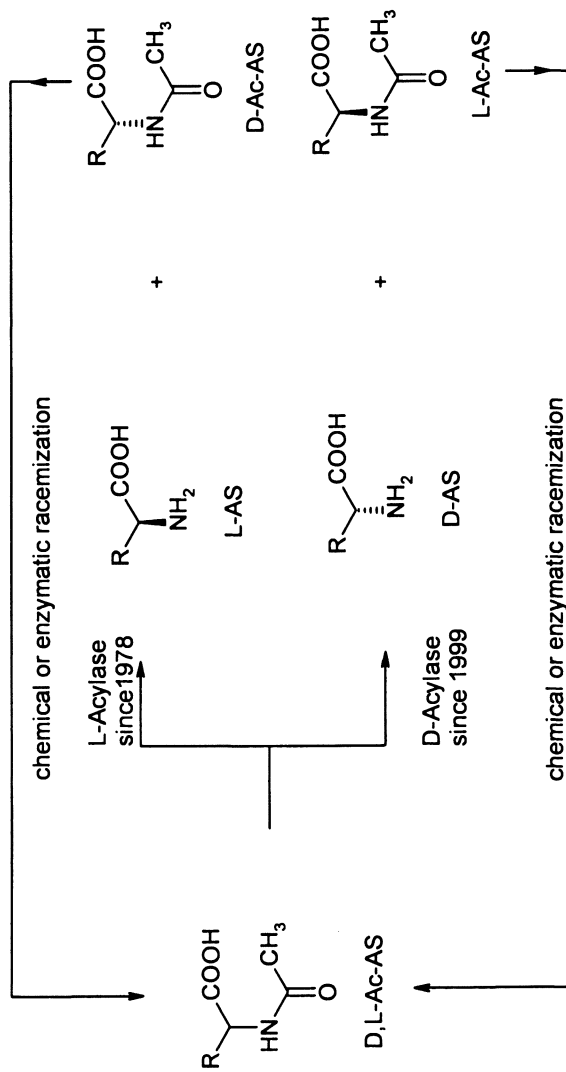 chemical or enzymatic racemization
L-Acylase
since1978
R
COOH
NH2
L-AS
+
R
COOH
HN
CH3
O
D-Ac-AS
R
COOH
HN
CH3
O
D,L-Ac-AS
D-Acylase
since 1999
R
COOH
NH2
D-AS
+
R
COOH
HN
CH3
O
L-Ac-AS
chemical or enzymatic racemization